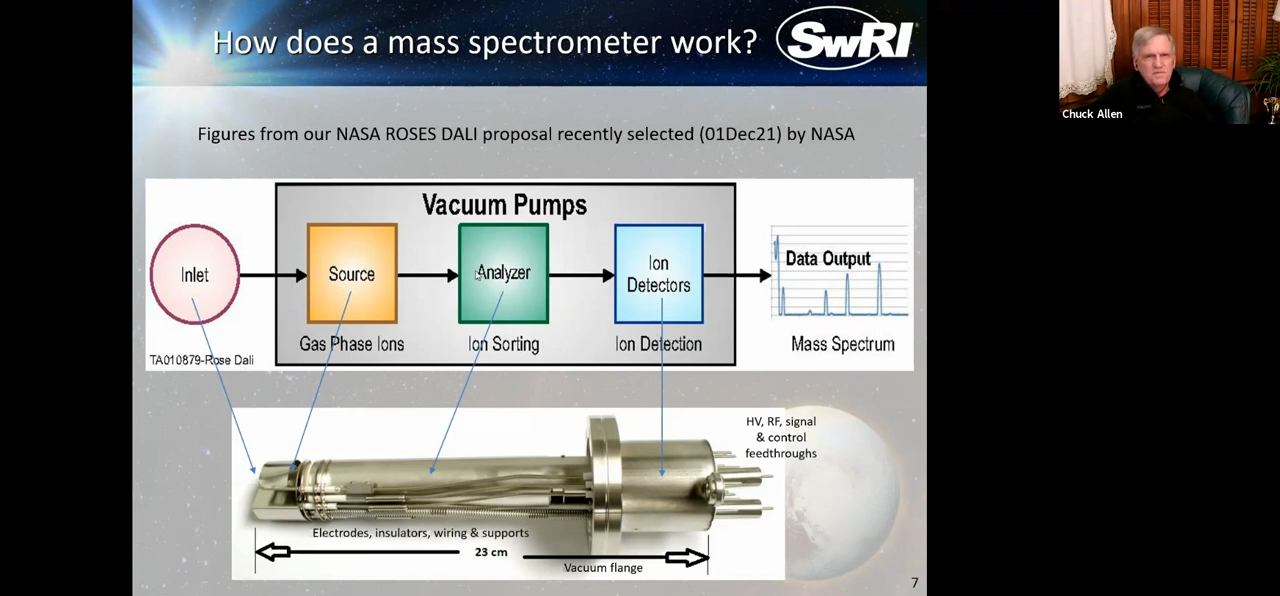 How does a mass spectrometer work?
SwRI
Chuck Allen
Figures from our NASA ROSES DALI proposal recently selected (01Dec21) by NASA
Vacuum Pumps
Inlet
Source
Analyzer
Ion
Detectors
Data Output
Gas Phase Ions
Ion Sorting
Ion Detection
Mass Spectrum
TA010879-Rose Dali
HV, RF, signal
& control
feedthroughs
Electrodes, insulators, wiring & supports
23 cm
Vacuum flange
7